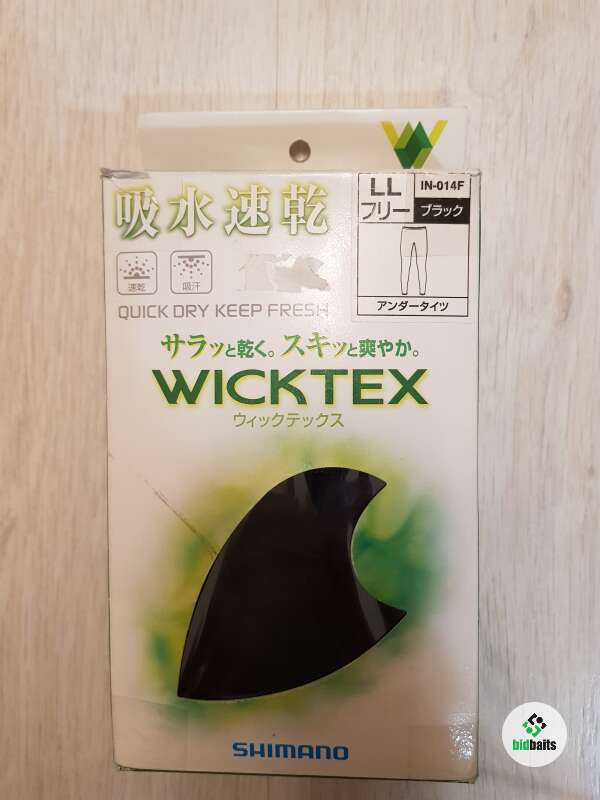 吸水速乾
LL
フリー
IN-014F
ブラック
アンダータイツ
速乾
吸汗
QUICK DRY KEEP FRESH
サラッと乾く。スキッと爽やか。
WICKTEX
ウィックテックス
SHIMANO
bidbaits